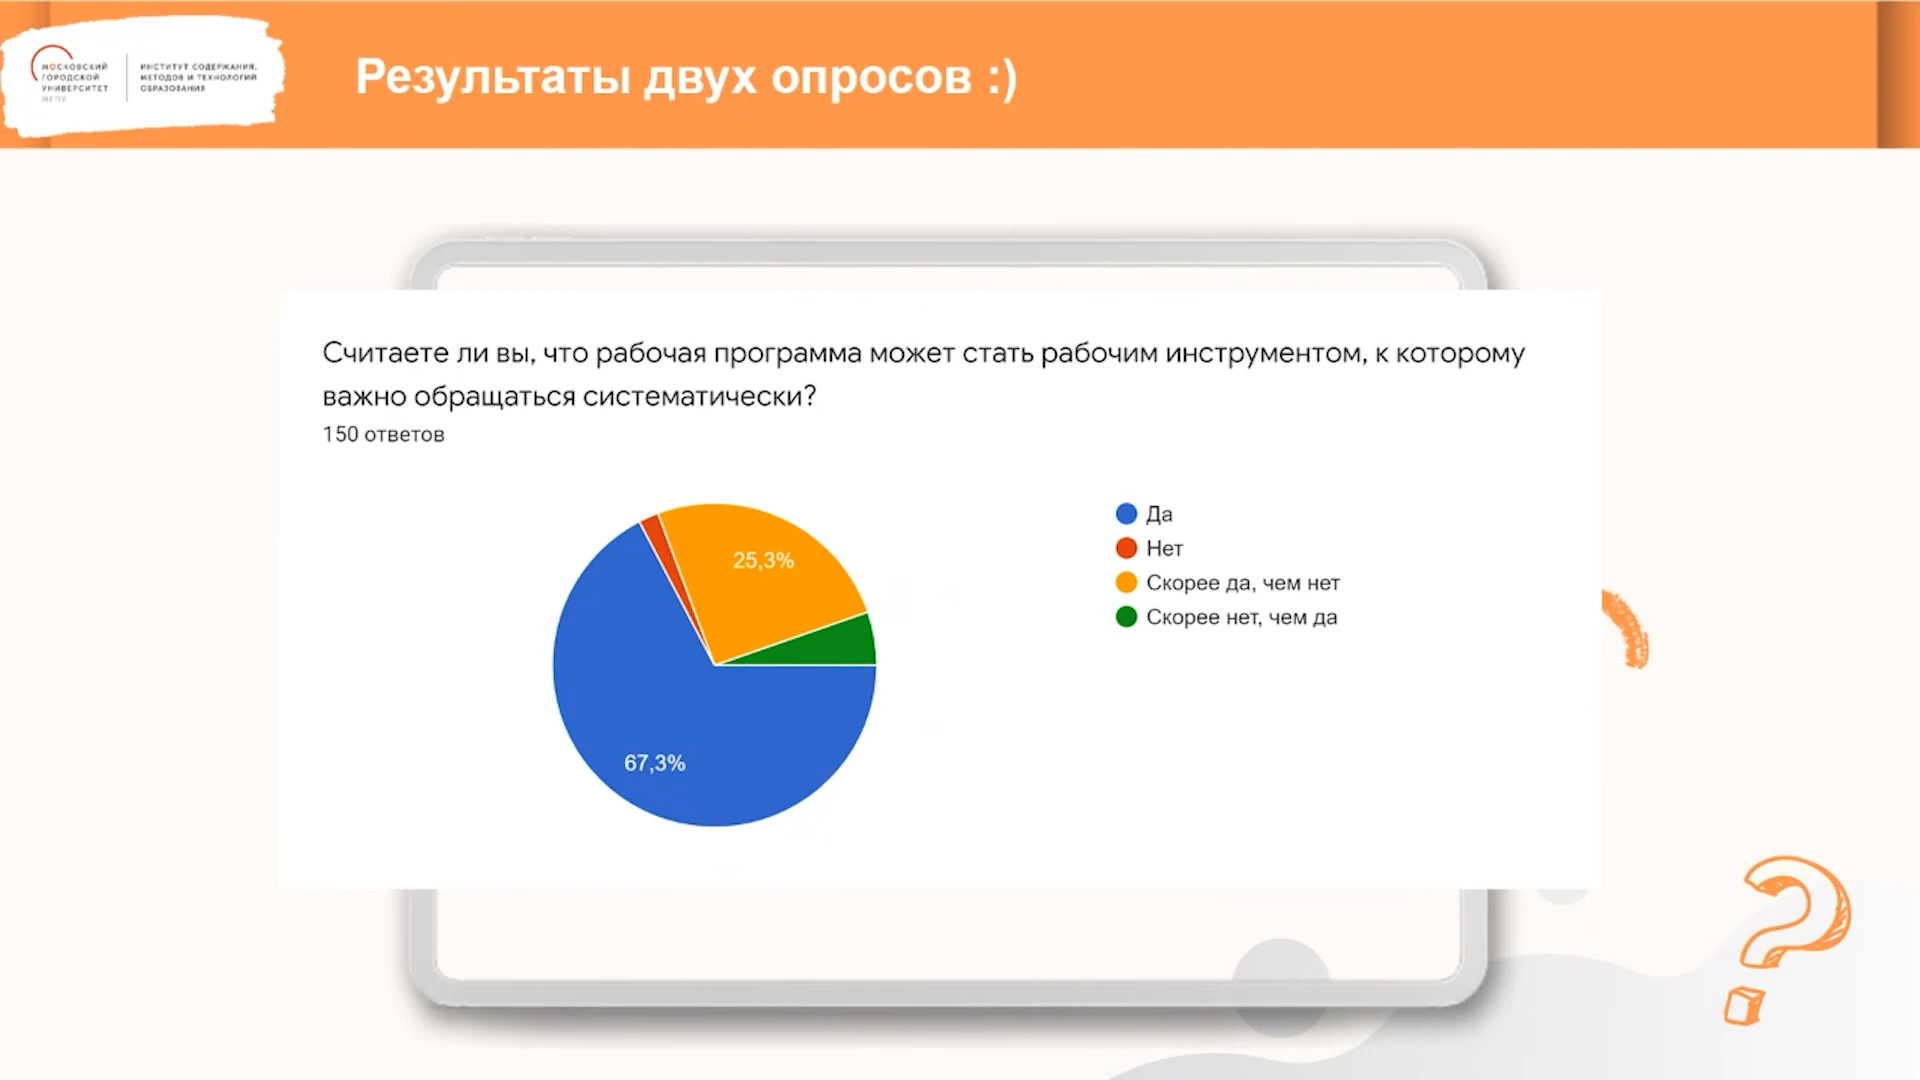 МОСКОВСКИЙ
ГОРОДСКОЙ
УНИВЕРСИТЕТ
МГПУ
ИНСТИТУТ СОДЕРЖАНИЯ,
МЕТОДОВ И ТЕХНОЛОГИЙ
ОБРАЗОВАНИЯ
Результаты двух опросов :)
Считаете ли вы, что рабочая программа может стать рабочим инструментом, к которому
важно обращаться систематически?
150 ответов
25,3%
67,3%
Да
Нет
Скорее да, чем нет
Скорее нет, чем да
?